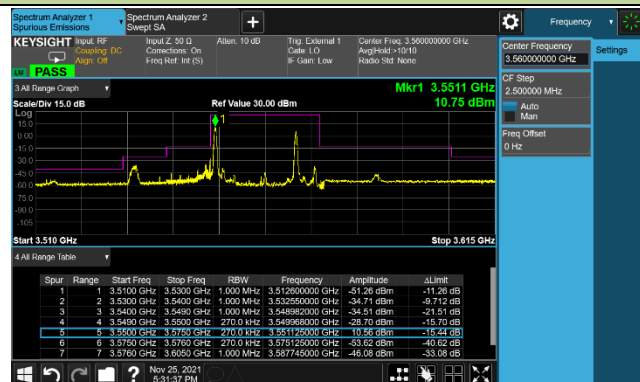 Spectrum Analyzer 1
Spurious Emissions
Spectrum Analyzer 2
Swept SA
Frequency
KEYSIGHT
Input: RF
Coupling: DC
Align: Off
Input Z: 50 Ω
Corrections: On
Freq Ref: Int (S)
Atten: 10 dB
Trig: External 1
Gate: LO
IF Gain: Low
Center Freq: 3.560000000 GHz
Avg|Hold:>10/10
Radio Std: None
PASS
Center Frequency
3.560000000 GHz
Settings
CF Step
2.500000 MHz
Auto
Man
Freq Offset
0 Hz
3 All Range Graph
Mkr1 3.5511 GHz
Scale/Div 15.0 dB
Ref Value 30.00 dBm
10.75 dBm
Log
1
15.0
0.00
-15.0
-30.0
-45.0
-60.0
-75.0
-90.0
-105
Start 3.510 GHz
Stop 3.615 GHz
4 All Range Table
Spur Range Start Freq Stop Freq RBW Frequency Amplitude ΔLimit
1 1 3.5100 GHz 3.5300 GHz 1.000 MHz 3.512600000 GHz -51.26 dBm -11.26 dB
2 2 3.5300 GHz 3.5400 GHz 1.000 MHz 3.532550000 GHz -34.71 dBm -9.712 dB
3 3 3.5400 GHz 3.5490 GHz 1.000 MHz 3.548982000 GHz -34.51 dBm -21.51 dB
4 4 3.5490 GHz 3.5500 GHz 270.0 kHz 3.549968000 GHz -28.70 dBm -15.70 dB
5 5 3.5500 GHz 3.5750 GHz 270.0 kHz 3.551125000 GHz 10.56 dBm -15.44 dB
6 6 3.5750 GHz 3.5760 GHz 270.0 kHz 3.575125000 GHz -53.62 dBm -40.62 dB
7 7 3.5760 GHz 3.6050 GHz 1.000 MHz 3.587745000 GHz -46.08 dBm -33.08 dB
Nov 25, 2021
5:31:37 PM